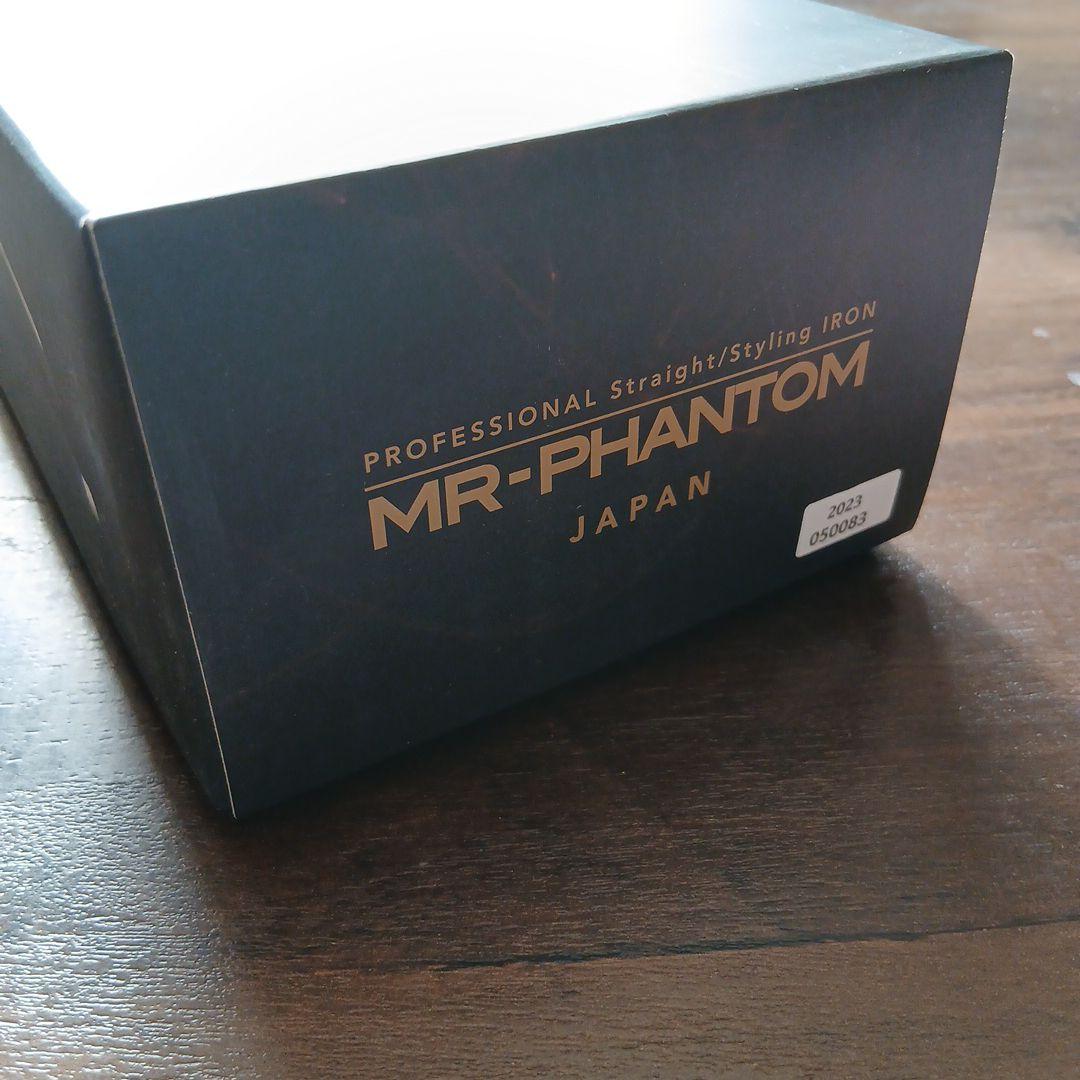 PROFESSIONAL Straight/Styling IRON
MR-PHANTOM
JAPAN
2023
050083